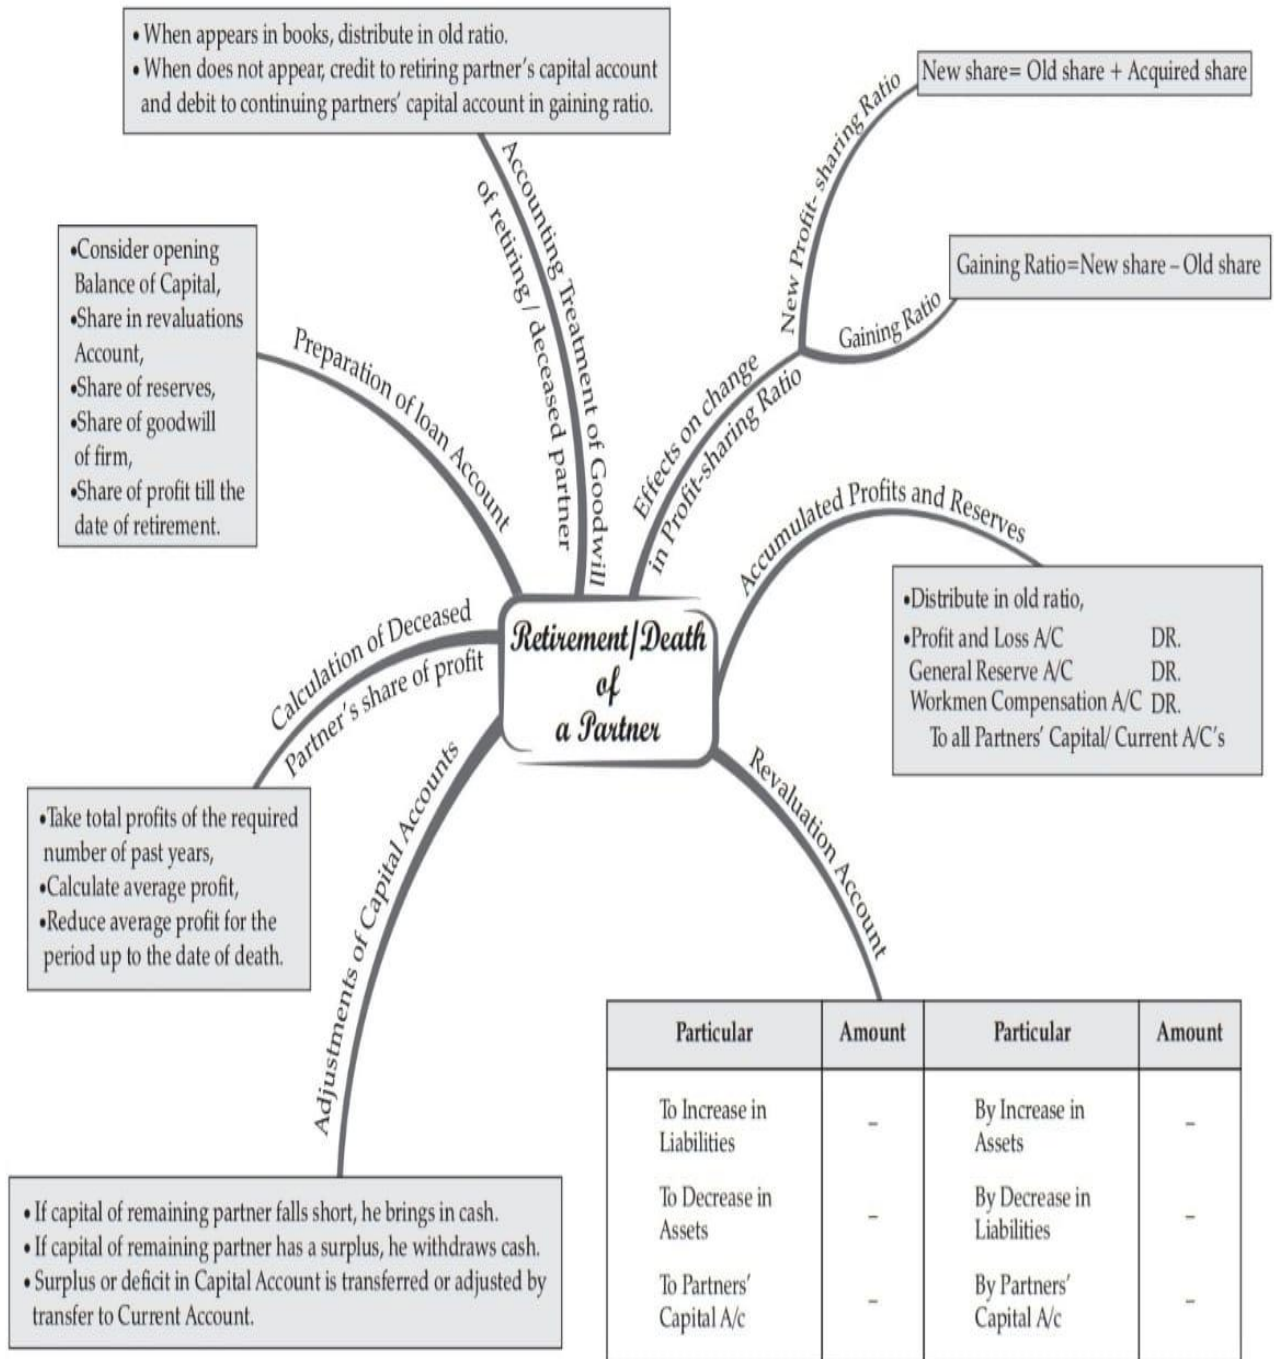 • When appears in books, distribute in old ratio.
• When does not appear, credit to retiring partner's capital account
and debit to continuing partners' capital account in gaining ratio.
Accounting Treatment of Goodwill
of retiring / deceased partner
New share= Old share + Acquired share
New Profit- sharing Ratio
Gaining Ratio=New share – Old share
Gaining Ratio
Effects on change
in Profit-sharing Ratio
•Consider opening
Balance of Capital,
•Share in revaluations
Account,
•Share of reserves,
•Share of goodwill
of firm,
•Share of profit till the
date of retirement.
Preparation of loan Account
Accumulated Profits and Reserves
•Distribute in old ratio,
•Profit and Loss A/C DR.
General Reserve A/C DR.
Workmen Compensation A/C DR.
To all Partners' Capital/ Current A/C's
Retirement/Death
of
a Partner
Calculation of Deceased
Partner's share of profit
•Take total profits of the required
number of past years,
•Calculate average profit,
•Reduce average profit for the
period up to the date of death.
Adjustments of Capital Accounts
• If capital of remaining partner falls short, he brings in cash.
• If capital of remaining partner has a surplus, he withdraws cash.
• Surplus or deficit in Capital Account is transferred or adjusted by
transfer to Current Account.
Revaluation Account
Particular Amount Particular Amount
To Increase in By Increase in
Liabilities – Assets –
To Decrease in By Decrease in
Assets – Liabilities –
To Partners' By Partners'
Capital A/c – Capital A/c –